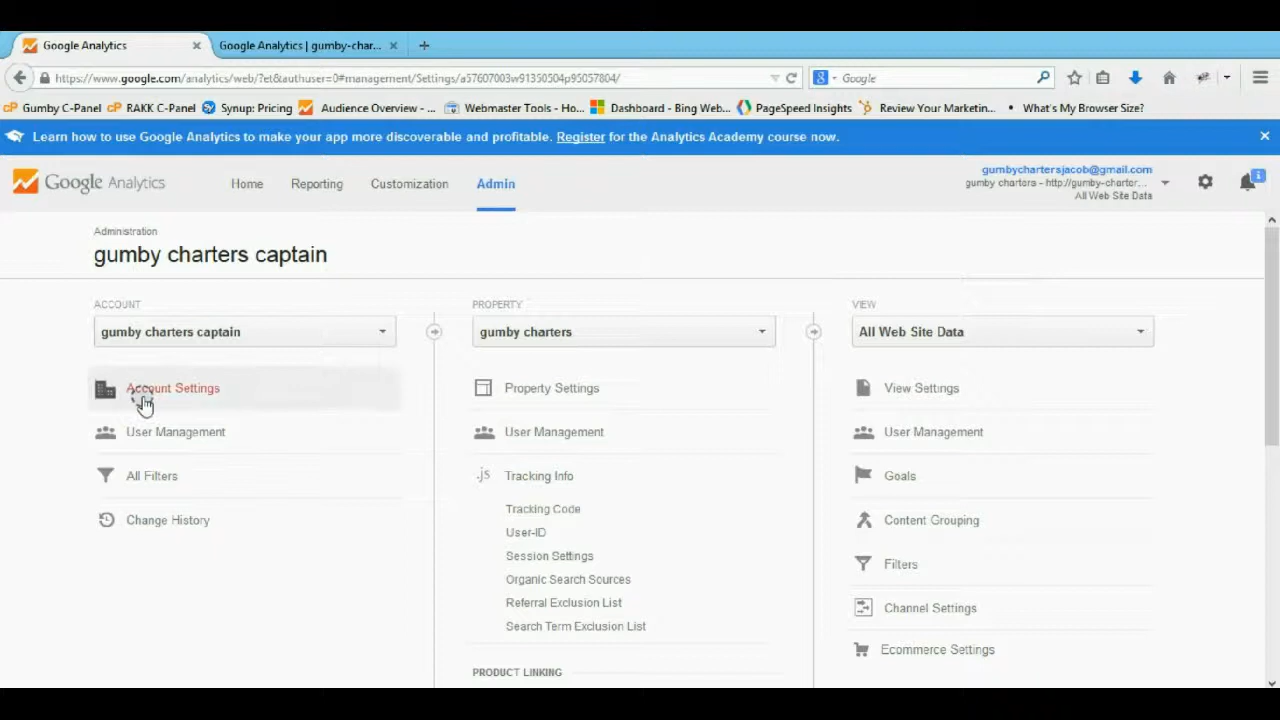 Google Analytics
Google Analytics | gumby-char...
https://www.google.com/analytics/web/?et&authuser=0#management/Settings/a57607003w91350504p95057804/
Google
Gumby C-Panel
RAKK C-Panel
Synup: Pricing
Audience Overview - ...
Webmaster Tools - Ho...
Dashboard - Bing Web...
PageSpeed Insights
Review Your Marketin...
What's My Browser Size?
Learn how to use Google Analytics to make your app more discoverable and profitable. Register for the Analytics Academy course now.
Google Analytics
Home
Reporting
Customization
Admin
gumbychartersjacob@gmail.com
gumby charters - http://gumby-charter...
All Web Site Data
1
Administration
gumby charters captain
ACCOUNT
gumby charters captain
Account Settings
User Management
All Filters
Change History
PROPERTY
gumby charters
Property Settings
User Management
.js Tracking Info
Tracking Code
User-ID
Session Settings
Organic Search Sources
Referral Exclusion List
Search Term Exclusion List
PRODUCT LINKING
VIEW
All Web Site Data
View Settings
User Management
Goals
Content Grouping
Filters
Channel Settings
Ecommerce Settings